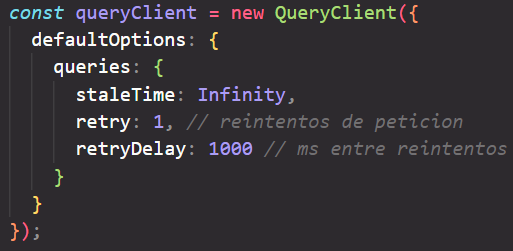 const queryClient = new QueryClient({
defaultOptions: {
queries: {
staleTime: Infinity,
retry: 1, // reintentos de peticion
retryDelay: 1000 // ms entre reintentos
}
}
});